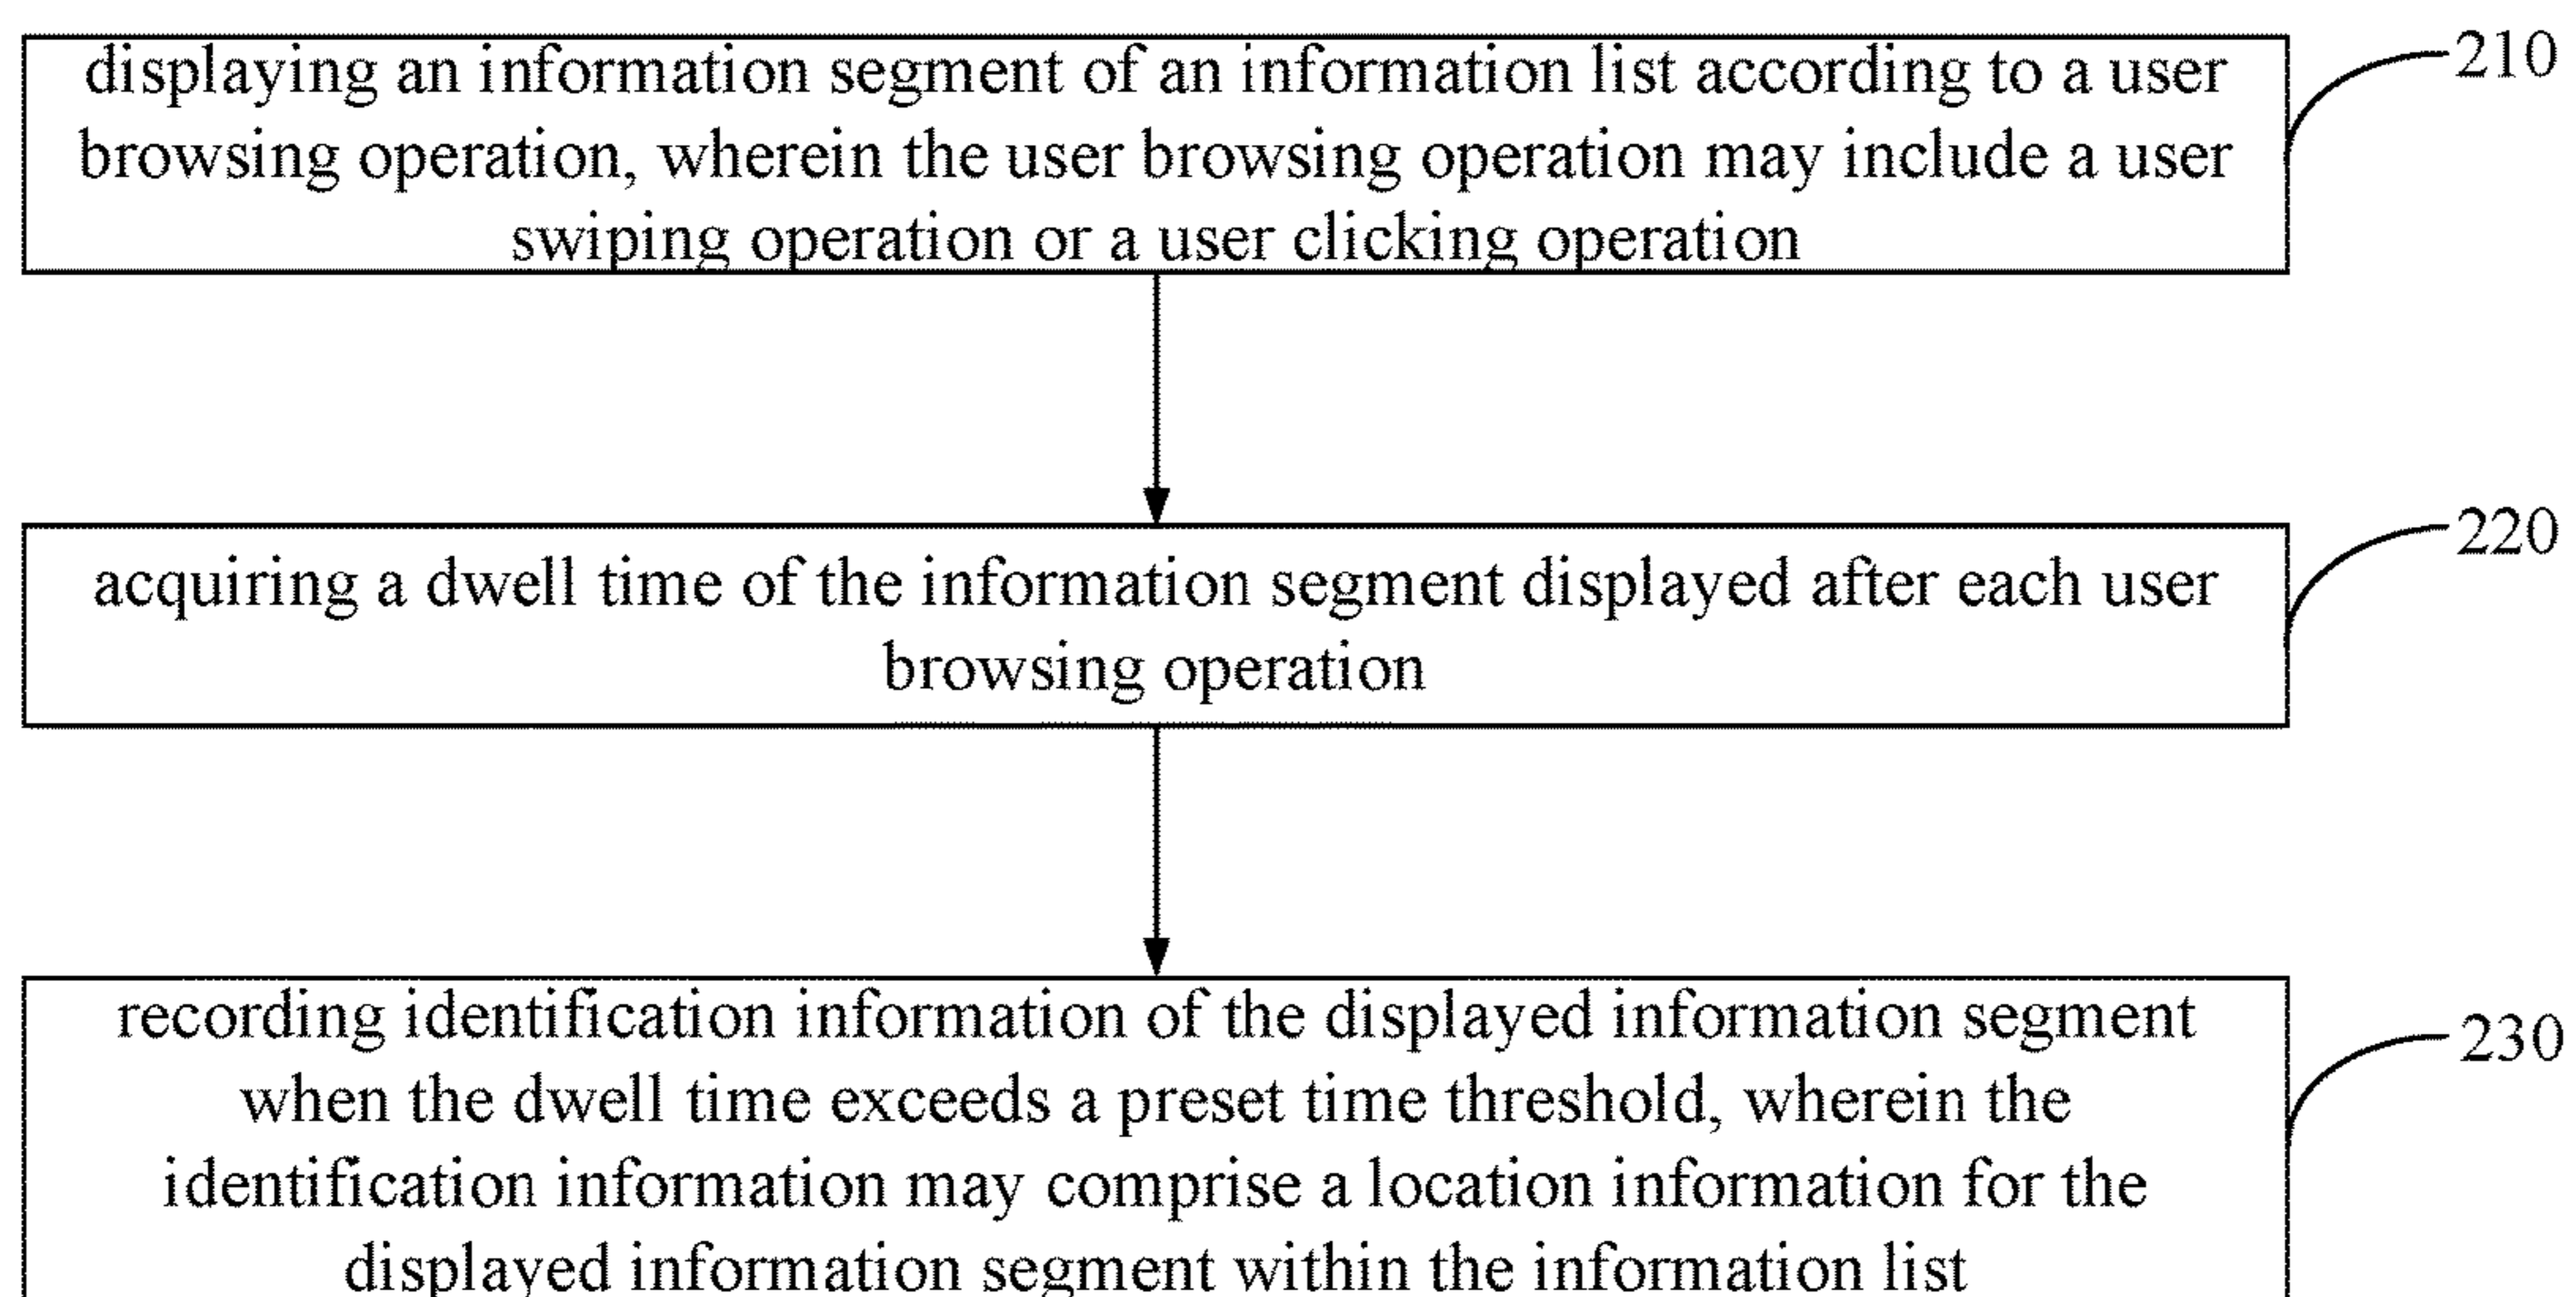 displaying an information segment of an information list according to a user
browsing operation, wherein the user browsing operation may include a user
swiping operation or a user clicking operation
210
acquiring a dwell time of the information segment displayed after each user
browsing operation
220
recording identification information of the displayed information segment
when the dwell time exceeds a preset time threshold, wherein the
identification information may comprise a location information for the
displayed information segment within the information list
230